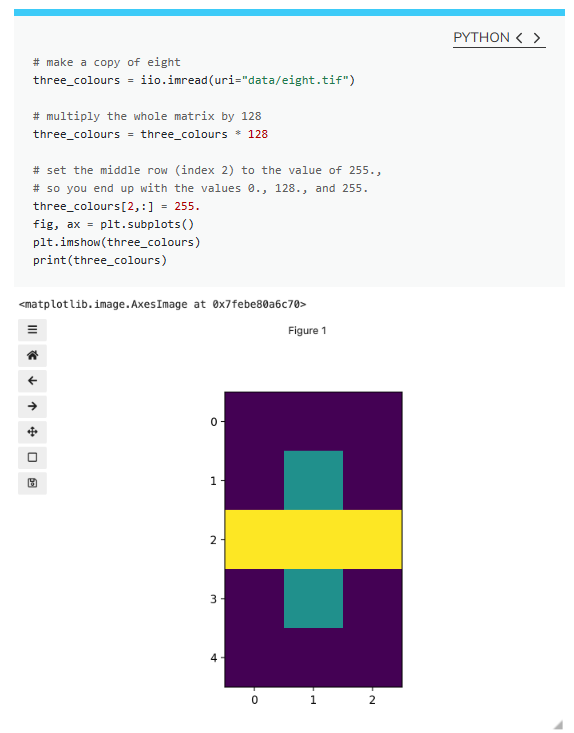 PYTHON < >
# make a copy of eight
three_colours = iio.imread(uri="data/eight.tif")
# multiply the whole matrix by 128
three_colours = three_colours * 128
# set the middle row (index 2) to the value of 255.,
# so you end up with the values 0., 128., and 255.
three_colours[2,:] = 255.
fig, ax = plt.subplots()
plt.imshow(three_colours)
print(three_colours)
<matplotlib.image.AxesImage at 0x7febe80a6c70>
Figure 1
0
1
2
3
4
0 1 2